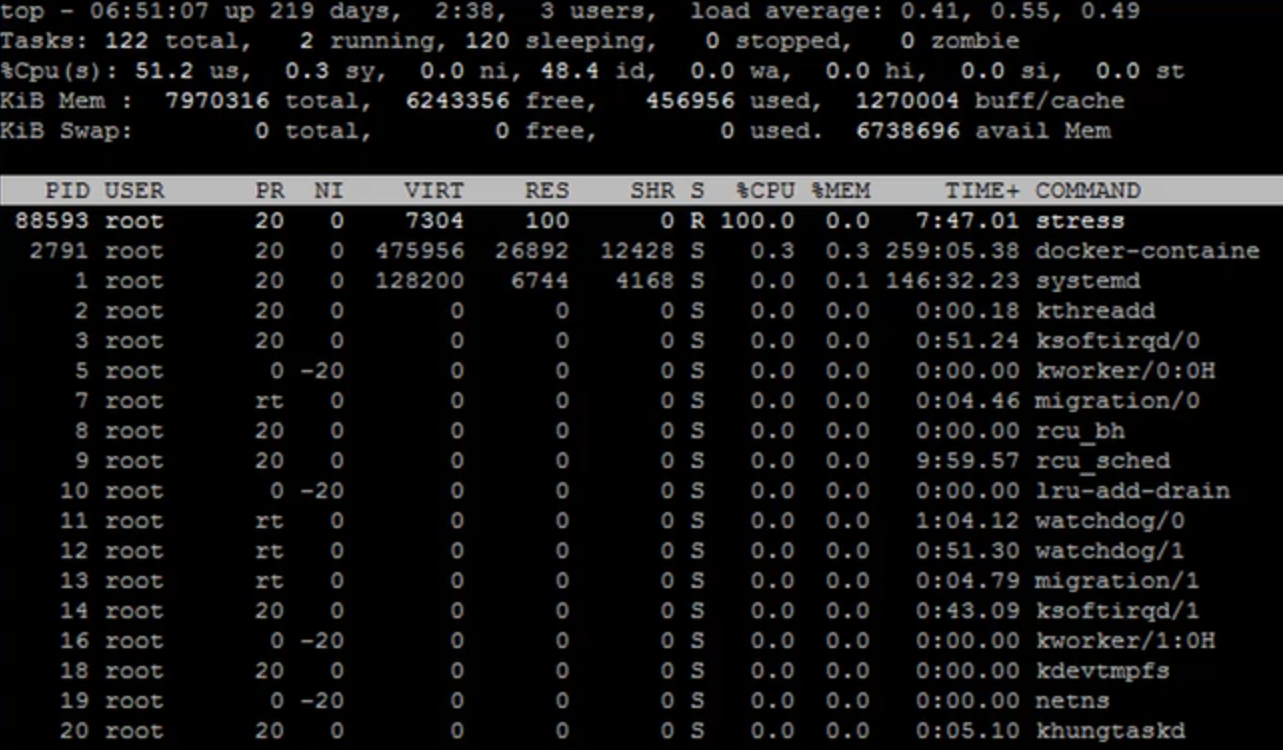 top - 06:51:07 up 219 days,  2:38,  3 users,  load average: 0.41, 0.55, 0.49
Tasks: 122 total,   2 running, 120 sleeping,   0 stopped,   0 zombie
%Cpu(s): 51.2 us,  0.3 sy,  0.0 ni, 48.4 id,  0.0 wa,  0.0 hi,  0.0 si,  0.0 st
KiB Mem :  7970316 total,  6243356 free,   456956 used,  1270004 buff/cache
KiB Swap:        0 total,        0 free,        0 used.  6738696 avail Mem
PID USER      PR  NI    VIRT    RES    SHR S  %CPU %MEM     TIME+ COMMAND
88593 root      20   0    7304    100      0 R 100.0  0.0   7:47.01 stress
2791 root      20   0  475956  26892  12428 S   0.3  0.3 259:05.38 docker-containe
1 root      20   0  128200   6744   4168 S   0.0  0.1 146:32.23 systemd
2 root      20   0       0      0      0 S   0.0  0.0   0:00.18 kthreadd
3 root      20   0       0      0      0 S   0.0  0.0   0:51.24 ksoftirqd/0
5 root       0 -20       0      0      0 S   0.0  0.0   0:00.00 kworker/0:0H
7 root      rt   0       0      0      0 S   0.0  0.0   0:04.46 migration/0
8 root      20   0       0      0      0 S   0.0  0.0   0:00.00 rcu_bh
9 root      20   0       0      0      0 S   0.0  0.0   9:59.57 rcu_sched
10 root       0 -20       0      0      0 S   0.0  0.0   0:00.00 lru-add-drain
11 root      rt   0       0      0      0 S   0.0  0.0   1:04.12 watchdog/0
12 root      rt   0       0      0      0 S   0.0  0.0   0:51.30 watchdog/1
13 root      rt   0       0      0      0 S   0.0  0.0   0:04.79 migration/1
14 root      20   0       0      0      0 S   0.0  0.0   0:43.09 ksoftirqd/1
16 root       0 -20       0      0      0 S   0.0  0.0   0:00.00 kworker/1:0H
18 root      20   0       0      0      0 S   0.0  0.0   0:00.00 kdevtmpfs
19 root       0 -20       0      0      0 S   0.0  0.0   0:00.00 netns
20 root      20   0       0      0      0 S   0.0  0.0   0:05.10 khungtaskd